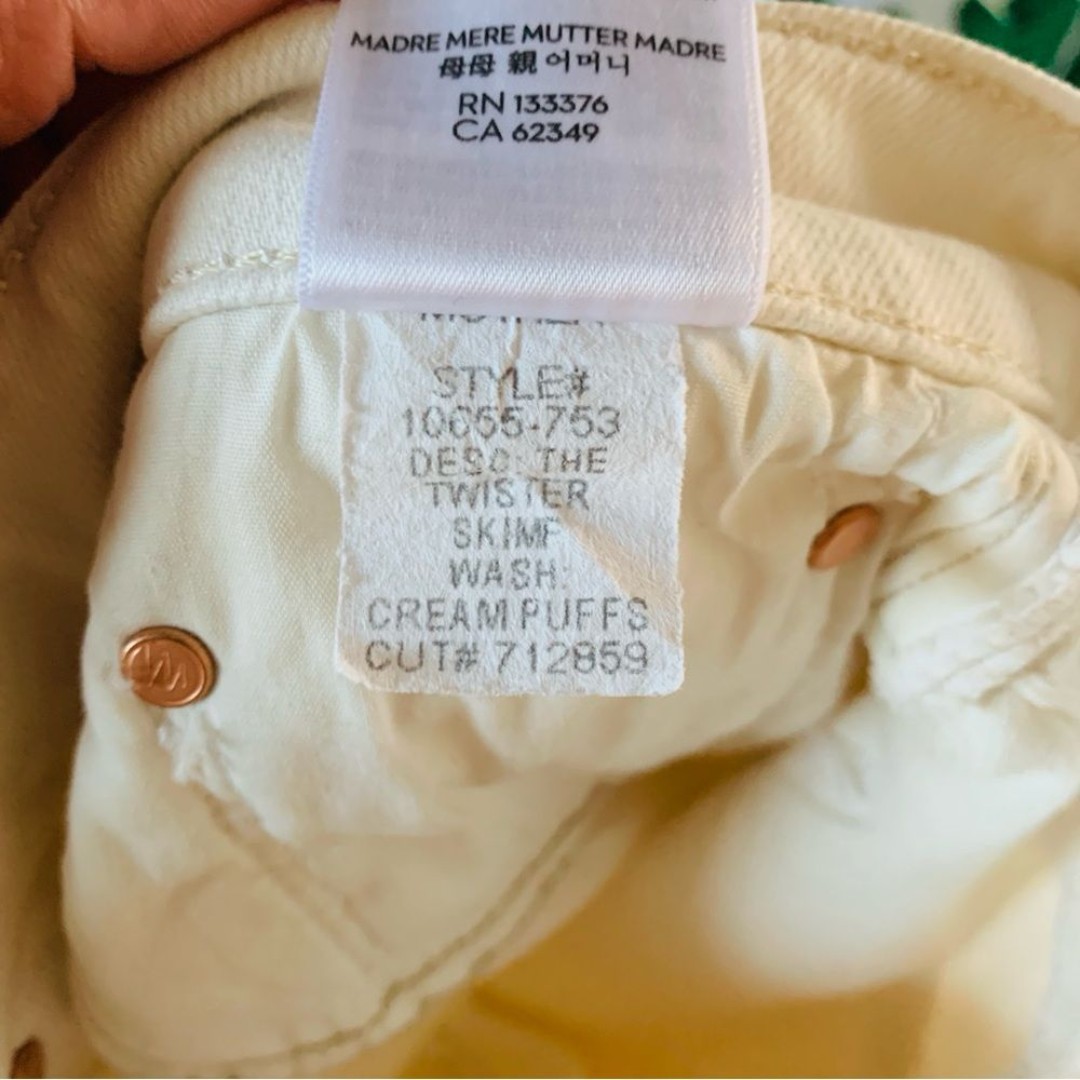 MADRE MERE MUTTER MADRE
母母 親 어머니
RN 133376
CA 62349
MOTHER
STYLE#
10655-753
DESC: THE
TWISTER
SKIMP
WASH:
CREAM PUFFS
CUT# 712859